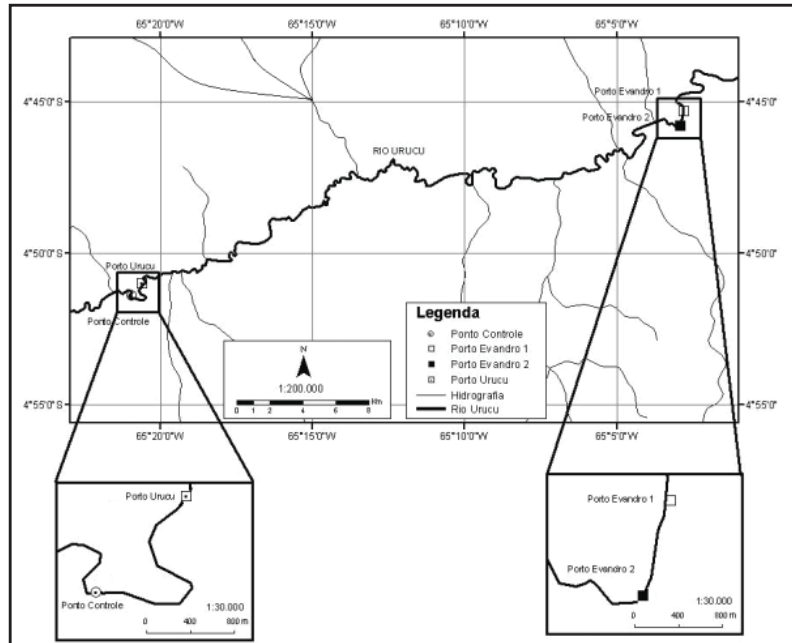 65°20'0"W 65°15'0"W 65°10'0"W 65°5'0"W
4°45'0"S 4°45'0"S
Porto Evandro 1
Porto Evandro 2
RIO URUCU
4°50'0"S 4°50'0"S
Porto Urucu
Ponto Controle
Legenda
Ponto Controle
Porto Evandro 1
Porto Evandro 2
Porto Urucu
Hidrografia
Rio Urucu
N
1:200.000
0 1 2 4 6 8
4°55'0"S 4°55'0"S
65°20'0"W 65°15'0"W 65°10'0"W 65°5'0"W
Porto Urucu
Ponto Controle
1:30.000
0 400 800 m
Porto Evandro 1
Porto Evandro 2
1:30.000
0 400 800 m